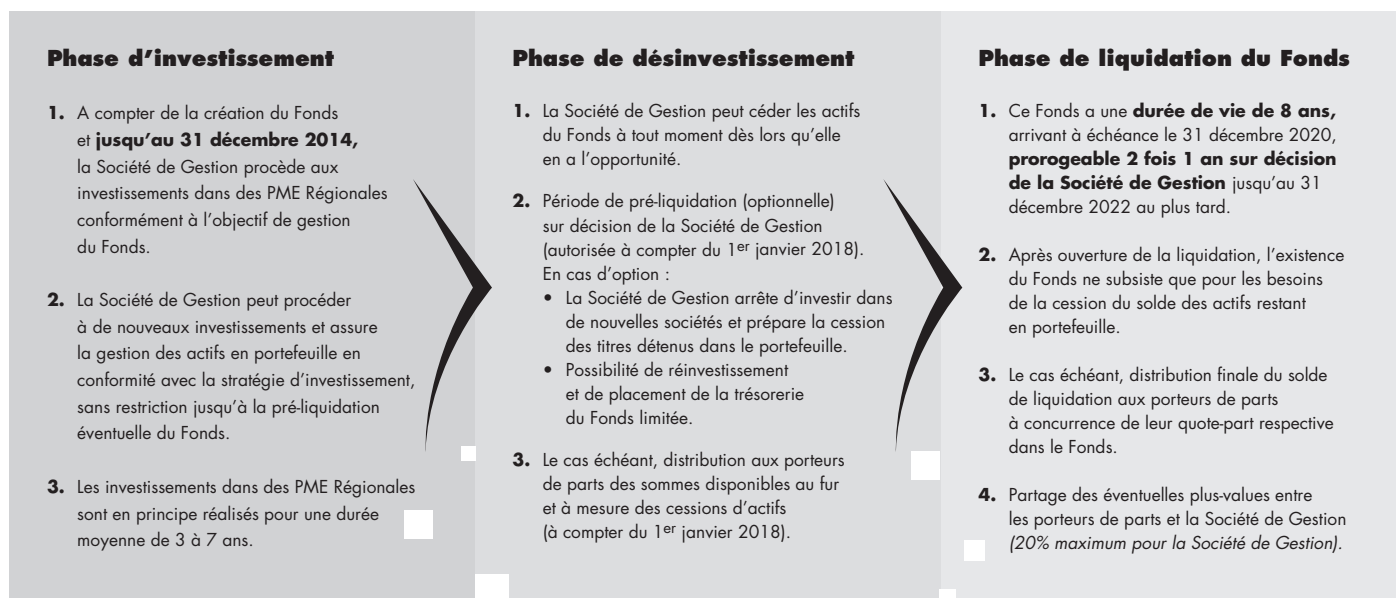 Phase d'investissement
1. A compter de la création du Fonds
et jusqu'au 31 décembre 2014,
la Société de Gestion procède aux
investissements dans des PME Régionales
conformément à l'objectif de gestion
du Fonds.
2. La Société de Gestion peut procéder
à de nouveaux investissements et assure
la gestion des actifs en portefeuille en
conformité avec la stratégie d'investissement,
sans restriction jusqu'à la pré-liquidation
éventuelle du Fonds.
3. Les investissements dans des PME Régionales
sont en principe réalisés pour une durée
moyenne de 3 à 7 ans.
Phase de désinvestissement
1. La Société de Gestion peut céder les actifs
du Fonds à tout moment dès lors qu'elle
en a l'opportunité.
2. Période de pré-liquidation (optionnelle)
sur décision de la Société de Gestion
(autorisée à compter du 1er janvier 2018).
En cas d'option :
• La Société de Gestion arrête d'investir dans
de nouvelles sociétés et prépare la cession
des titres détenus dans le portefeuille.
• Possibilité de réinvestissement
et de placement de la trésorerie
du Fonds limitée.
3. Le cas échéant, distribution aux porteurs
de parts des sommes disponibles au fur
et à mesure des cessions d'actifs
(à compter du 1er janvier 2018).
Phase de liquidation du Fonds
1. Ce Fonds a une durée de vie de 8 ans,
arrivant à échéance le 31 décembre 2020,
prorogeable 2 fois 1 an sur décision
de la Société de Gestion jusqu'au 31
décembre 2022 au plus tard.
2. Après ouverture de la liquidation, l'existence
du Fonds ne subsiste que pour les besoins
de la cession du solde des actifs restant
en portefeuille.
3. Le cas échéant, distribution finale du solde
de liquidation aux porteurs de parts
à concurrence de leur quote-part respective
dans le Fonds.
4. Partage des éventuelles plus-values entre
les porteurs de parts et la Société de Gestion
(20% maximum pour la Société de Gestion).